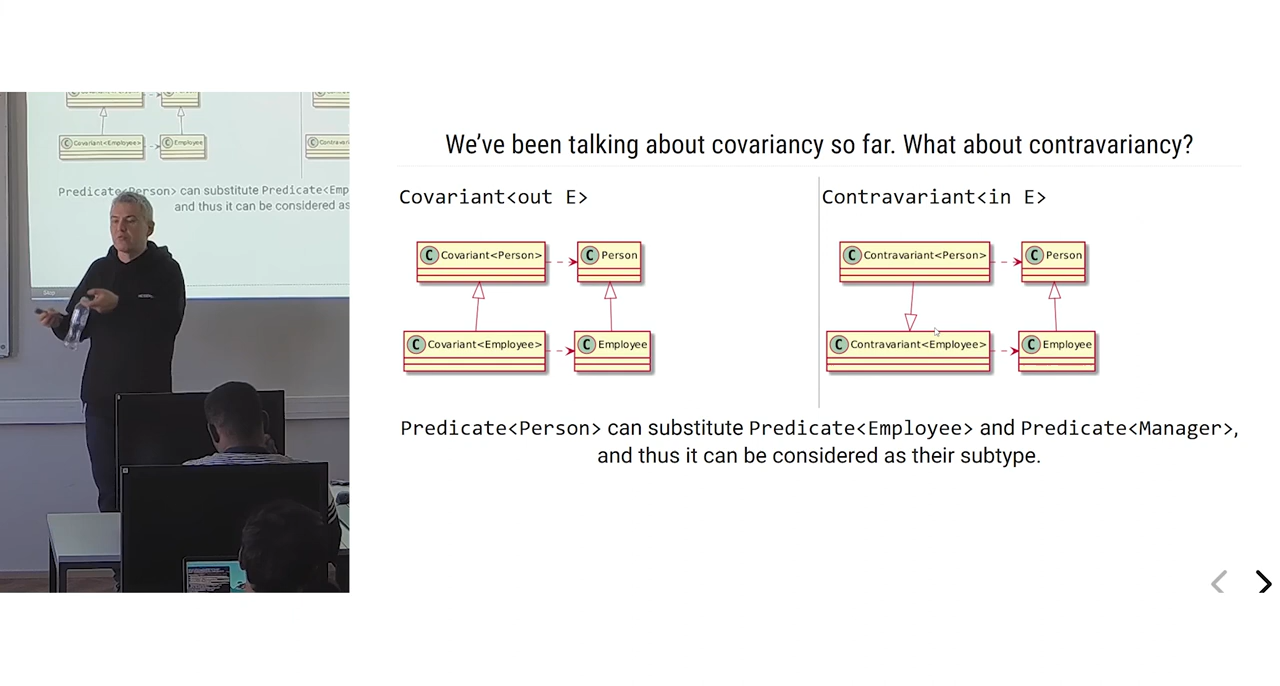 We've been talking about covariancy so far. What about contravariancy?
Covariant<out E>
C Covariant<Person>
C Person
C Covariant<Employee>
C Employee
Contravariant<in E>
C Contravariant<Person>
C Person
C Contravariant<Employee>
C Employee
Predicate<Person> can substitute Predicate<Employee> and Predicate<Manager>,
and thus it can be considered as their subtype.
C Covariant<Employee>
C Employee
Predicate<Person> can substitute Predicate<Emp
and thus it can be considered as